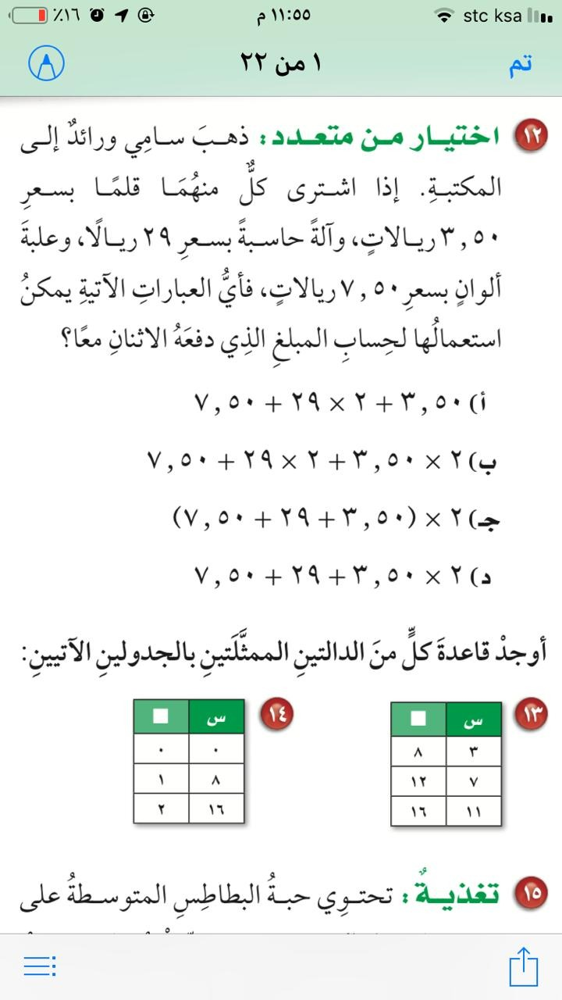 ١٦٪ ١١:٥٥ م stc ksa
تم ١ من ٢٢
١٢ اختيار من متعدد: ذهبَ سامِي ورائدٌ إلى
المكتبةِ. إذا اشترى كلٌّ منهُمَا قلمًا بسعرِ
٣,٥٠ ريالاتٍ، وآلةً حاسبةً بسعرِ ٢٩ ريالًا، وعلبةَ
ألوانٍ بسعرِ ٧,٥٠ ريالاتٍ، فأيُّ العباراتِ الآتيةِ يمكنُ
استعمالُها لحِسابِ المبلغِ الذِي دفعَهُ الاثنانِ معًا؟
أ) ٣,٥٠ + ٢ × ٢٩ + ٧,٥٠
ب) ٢ × ٣,٥٠ + ٢ × ٢٩ + ٧,٥٠
جـ) ٢ × (٣,٥٠ + ٢٩ + ٧,٥٠)
د) ٢ × ٣,٥٠ + ٢٩ + ٧,٥٠
أوجدْ قاعدةَ كلٍّ منَ الدالتينِ الممثَّلَتينِ بالجدولينِ الآتيينِ:
١٣
س
٣ ٨
٧ ١٢
١١ ١٦
١٤
س
٠ ٠
٨ ١
١٦ ٢
١٥ تغذيةٌ: تحتوِي حبةُ البطاطِسِ المتوسطةُ على